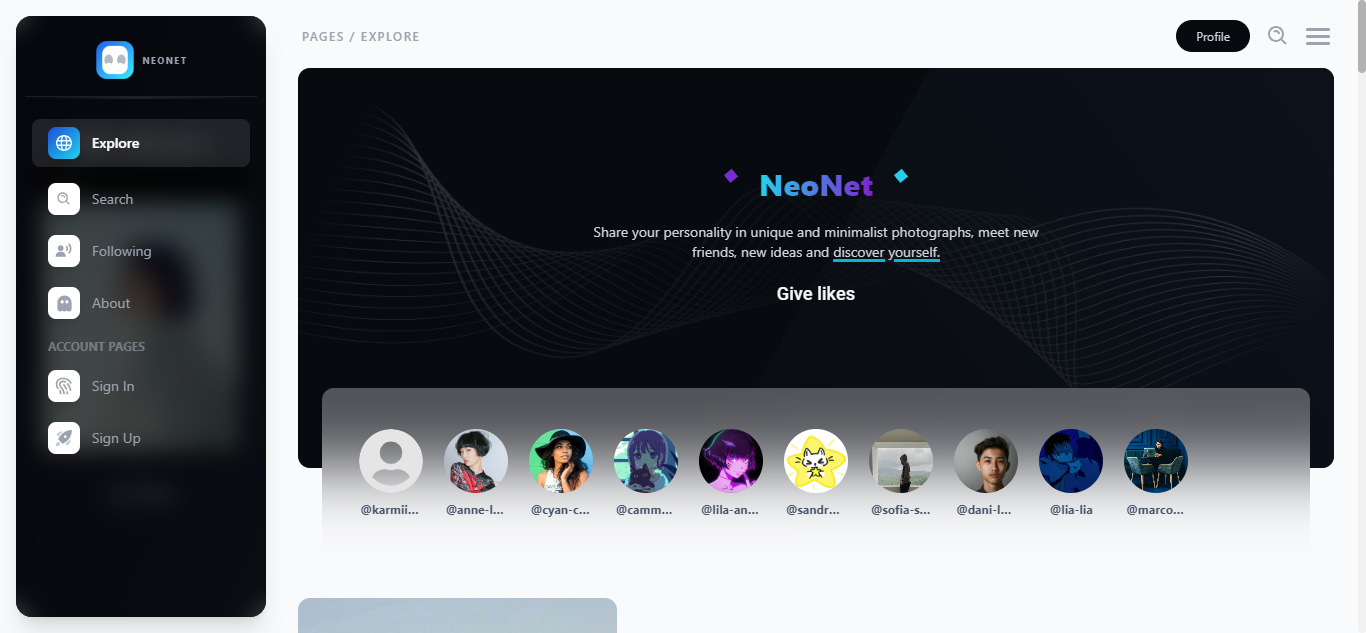 NEONET
Explore
Search
Following
About
ACCOUNT PAGES
Sign In
Sign Up
PAGES / EXPLORE
Profile
NeoNet
Share your personality in unique and minimalist photographs, meet new
friends, new ideas and discover yourself.
Give likes
@karmii...
@anne-l...
@cyan-c...
@camm...
@lila-an...
@sandr...
@sofia-s...
@dani-l...
@lia-lia
@marco...